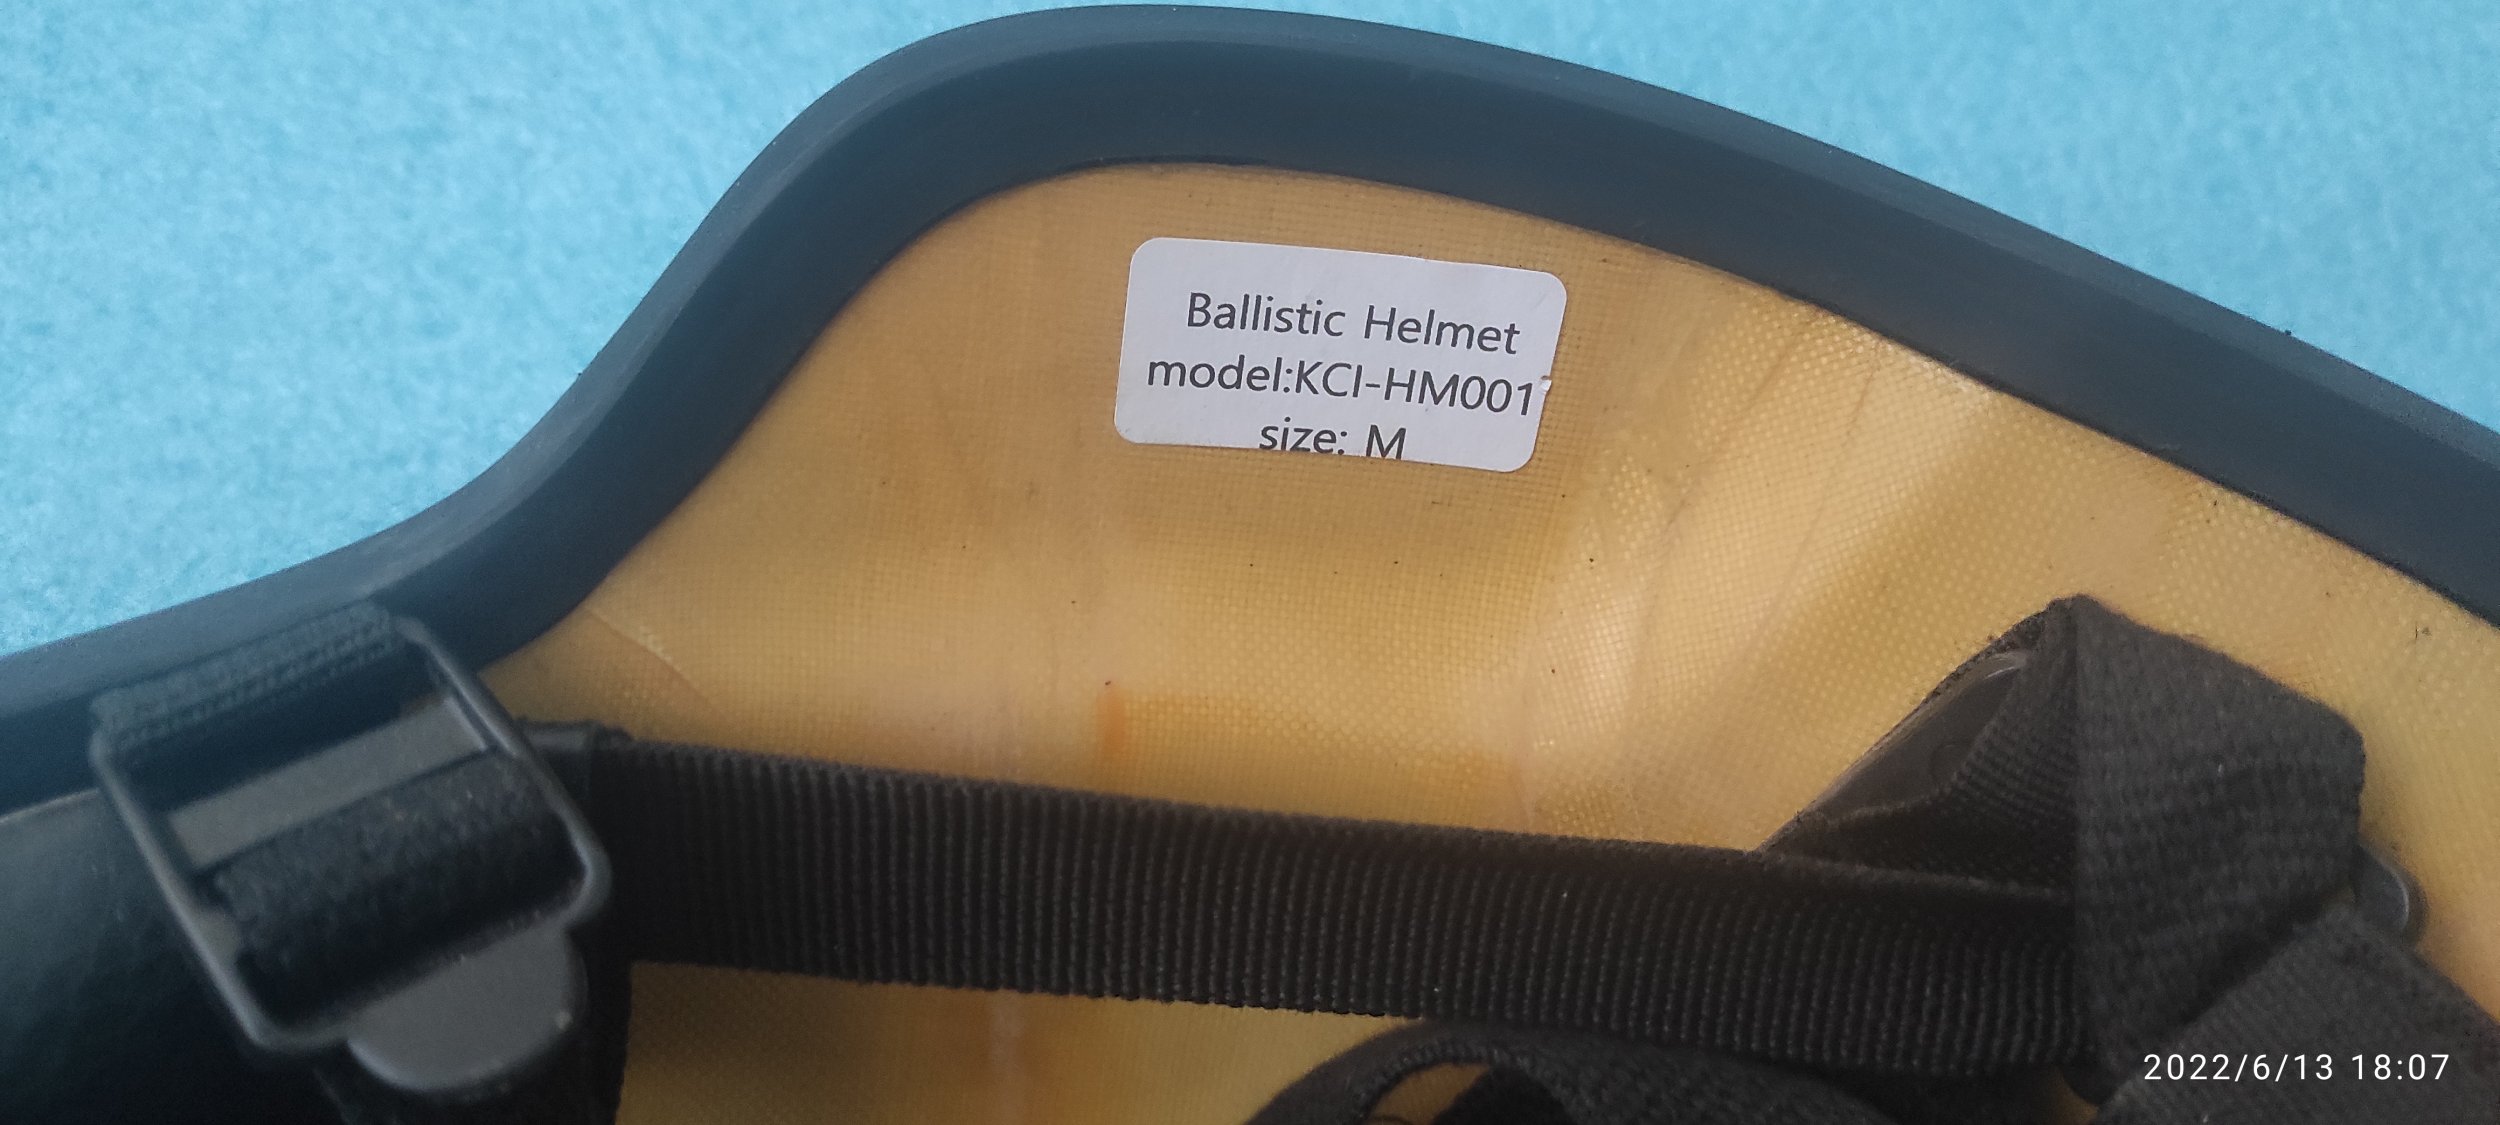 Ballistic Helmet
model:KCI-HM001
size: M
2022/6/13 18:07